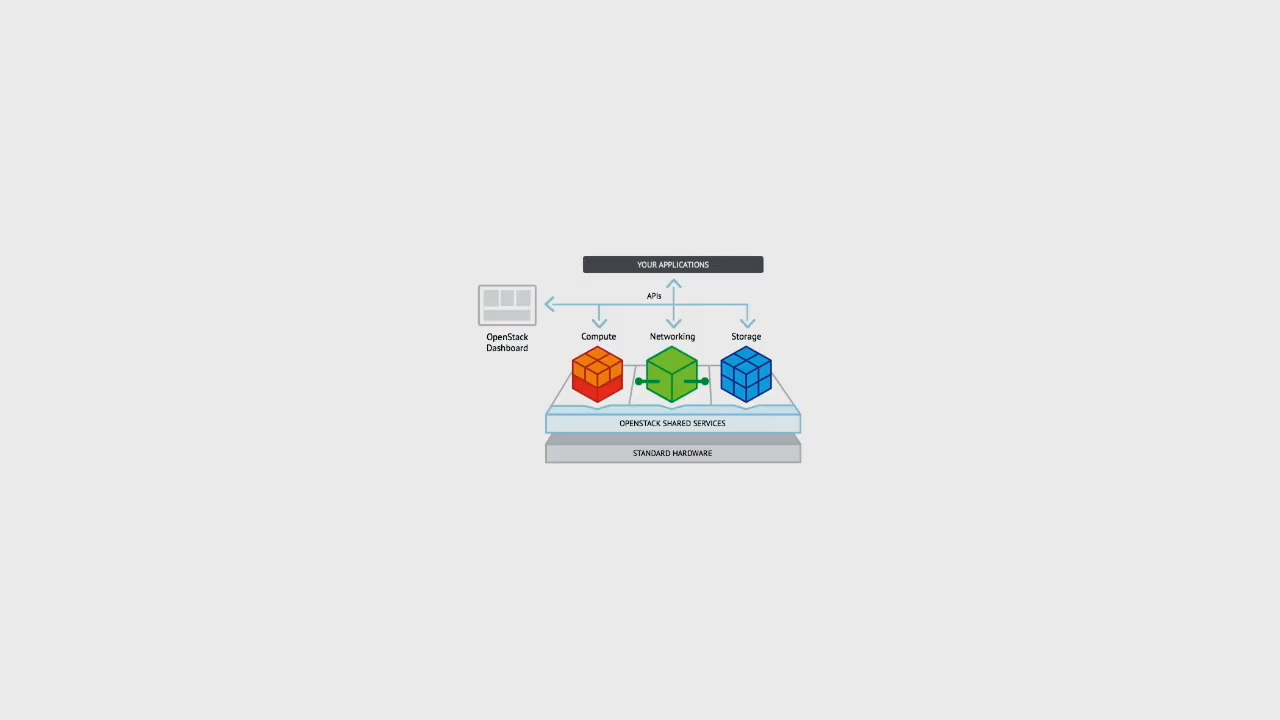 YOUR APPLICATIONS
APIs
OpenStack
Dashboard
Compute
Networking
Storage
OPENSTACK SHARED SERVICES
STANDARD HARDWARE